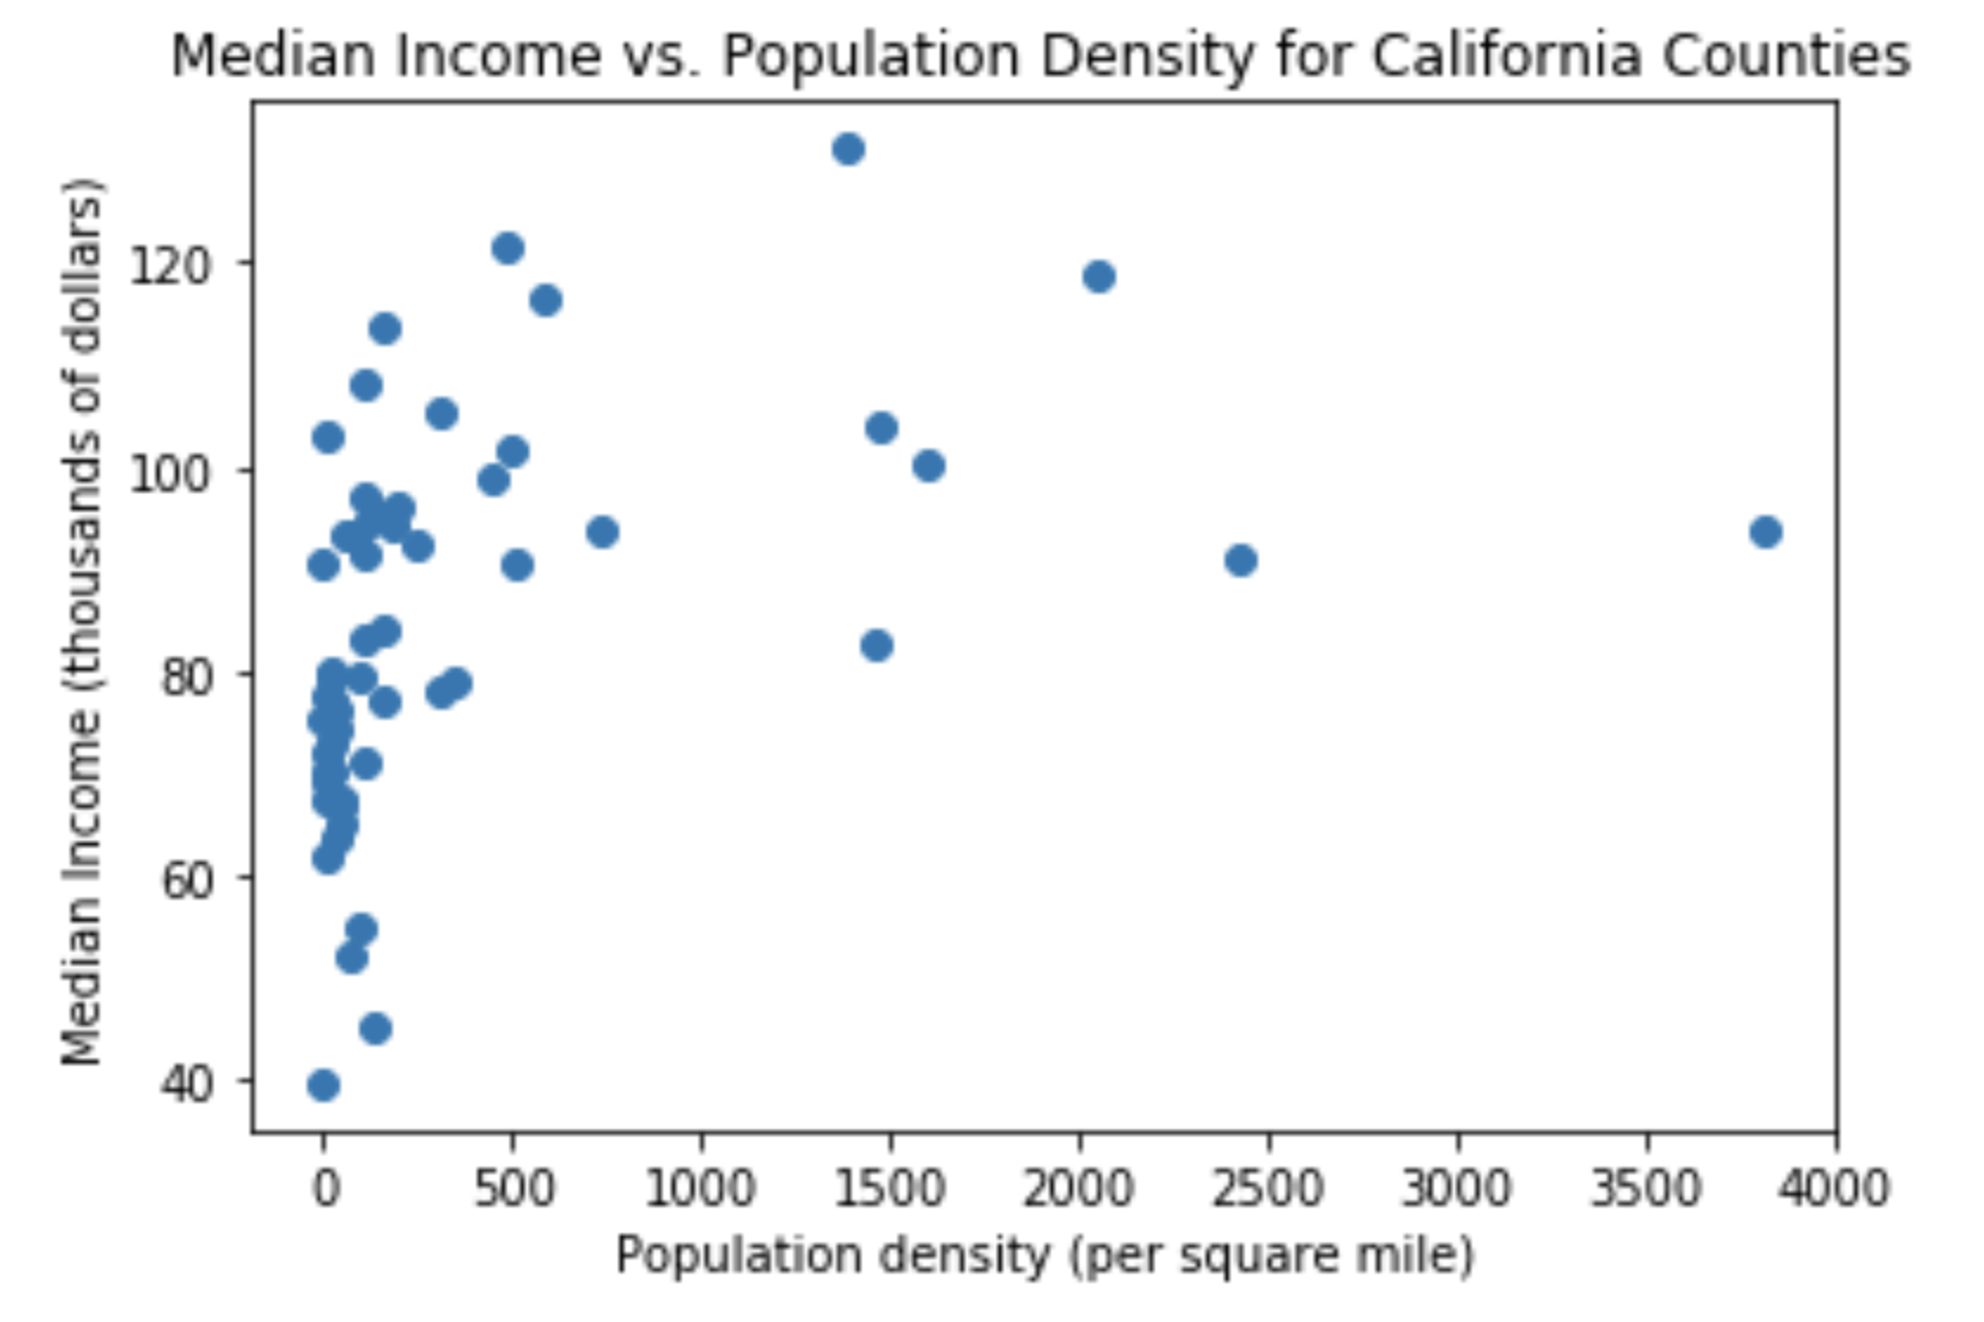 Median Income vs. Population Density for California Counties
Median Income (thousands of dollars)
120
100
80
60
40
0 500 1000 1500 2000 2500 3000 3500 4000
Population density (per square mile)